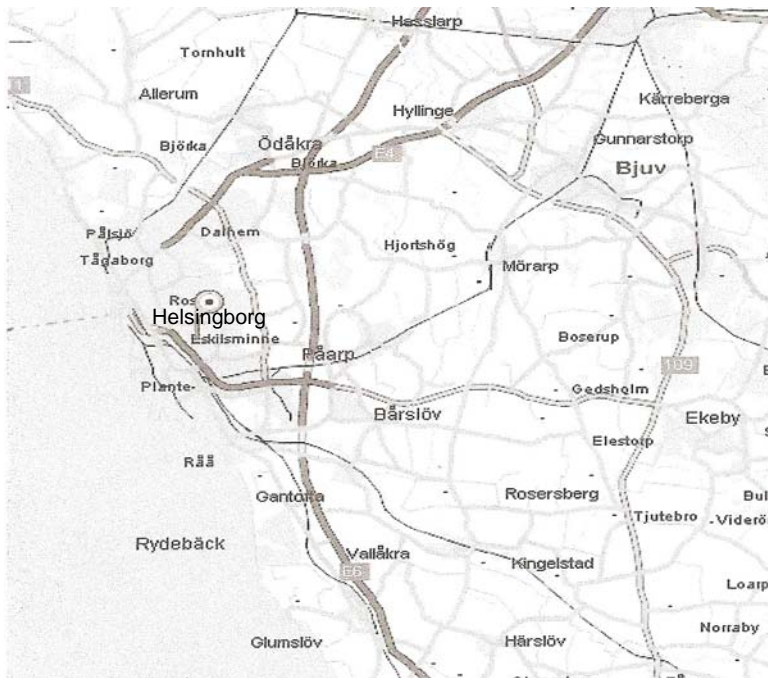 Hasslarp
Tornhult
1
Allerum
Kärreberga
Hyllinge
Gunnarstorp
Björka
Ödåkra
E4
Björka
Bjuv
Pålsjö
Dalhem
Hjortshög
Tågaborg
Mörarp
Ros
Helsingborg
Eskilsminne
Boserup
Påarp
109
Plante-
Gedsholm
Bårslöv
Ekeby
Elestorp
Råå
Gantofta
Rosersberg
Bul
Tjutebro
Viderö
Rydebäck
Vallåkra
Kingelstad
E6
Loarp
Norraby
Glumslöv
Härslöv